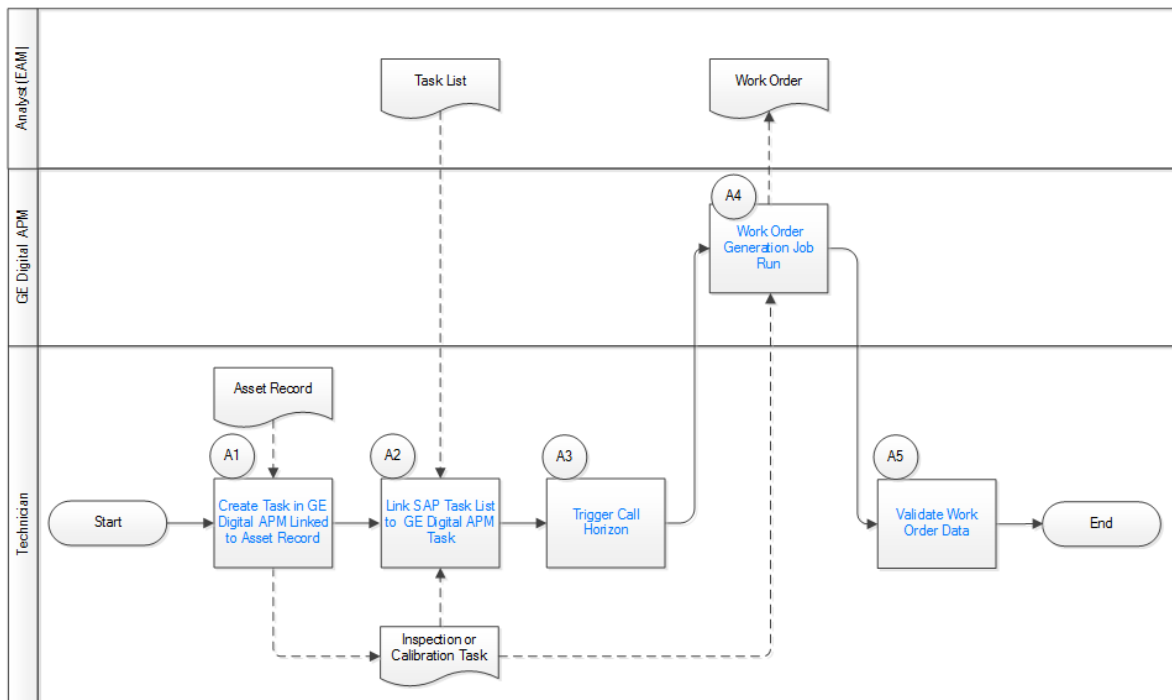 Analyst (EAM)
Task List
Work Order
GE Digital APM
A4
Work Order
Generation Job
Run
Technician
Asset Record
A1
A2
A3
A5
Start
Create Task in GE
Digital APM Linked
to Asset Record
Link SAP Task List
to GE Digital APM
Task
Trigger Call
Horizon
Validate Work
Order Data
End
Inspection or
Calibration Task